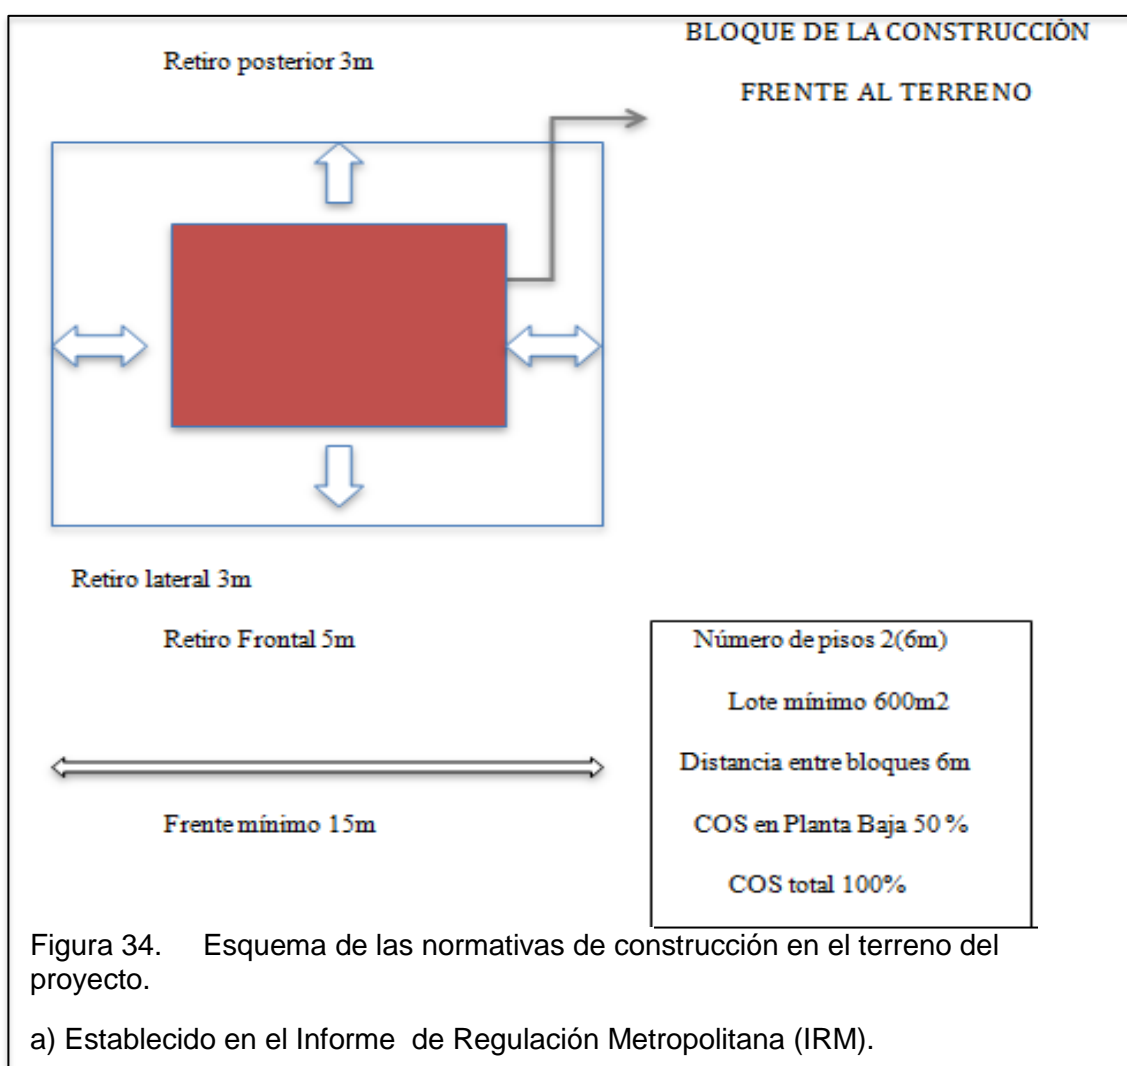 BLOQUE DE LA CONSTRUCCIÓN
FRENTE AL TERRENO
Retiro posterior 3m
Retiro lateral 3m
Retiro Frontal 5m
Frente mínimo 15m
Número de pisos 2(6m)
Lote mínimo 600m2
Distancia entre bloques 6m
COS en Planta Baja 50 %
COS total 100%
Figura 34. Esquema de las normativas de construcción en el terreno del
proyecto.
a) Establecido en el Informe de Regulación Metropolitana (IRM).